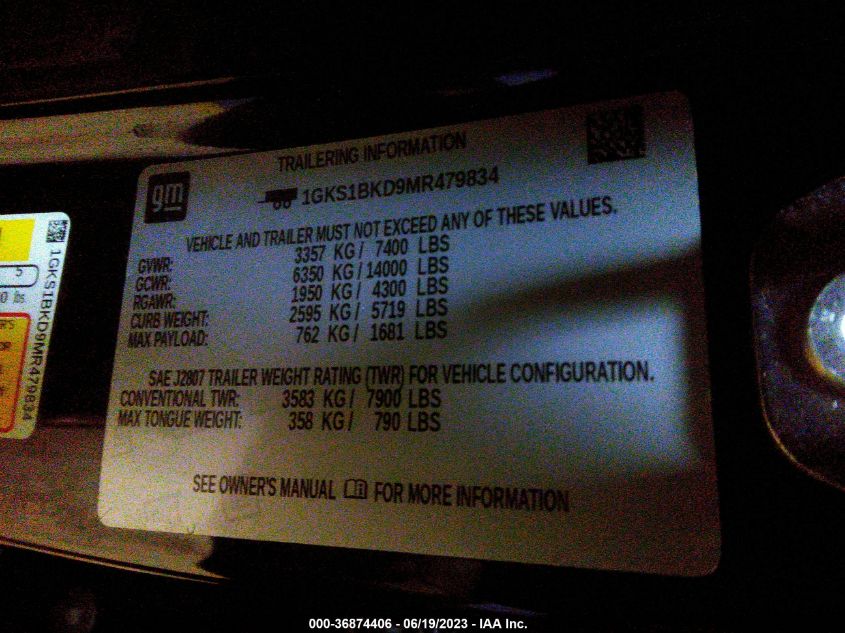 TRAILERING INFORMATION
gm
1GKS1BKD9MR479834
VEHICLE AND TRAILER MUST NOT EXCEED ANY OF THESE VALUES.
GVWR: 3357 KG / 7400 LBS
GCWR: 6350 KG / 14000 LBS
RGAWR: 1950 KG / 4300 LBS
CURB WEIGHT: 2595 KG / 5719 LBS
MAX PAYLOAD: 762 KG / 1681 LBS
SAE J2807 TRAILER WEIGHT RATING (TWR) FOR VEHICLE CONFIGURATION.
CONVENTIONAL TWR: 3583 KG / 7900 LBS
MAX TONGUE WEIGHT: 358 KG / 790 LBS
SEE OWNER'S MANUAL FOR MORE INFORMATION
5
0 lbs
1GKS1BKD9MR479834
000-36874406 - 06/19/2023 - IAA Inc.